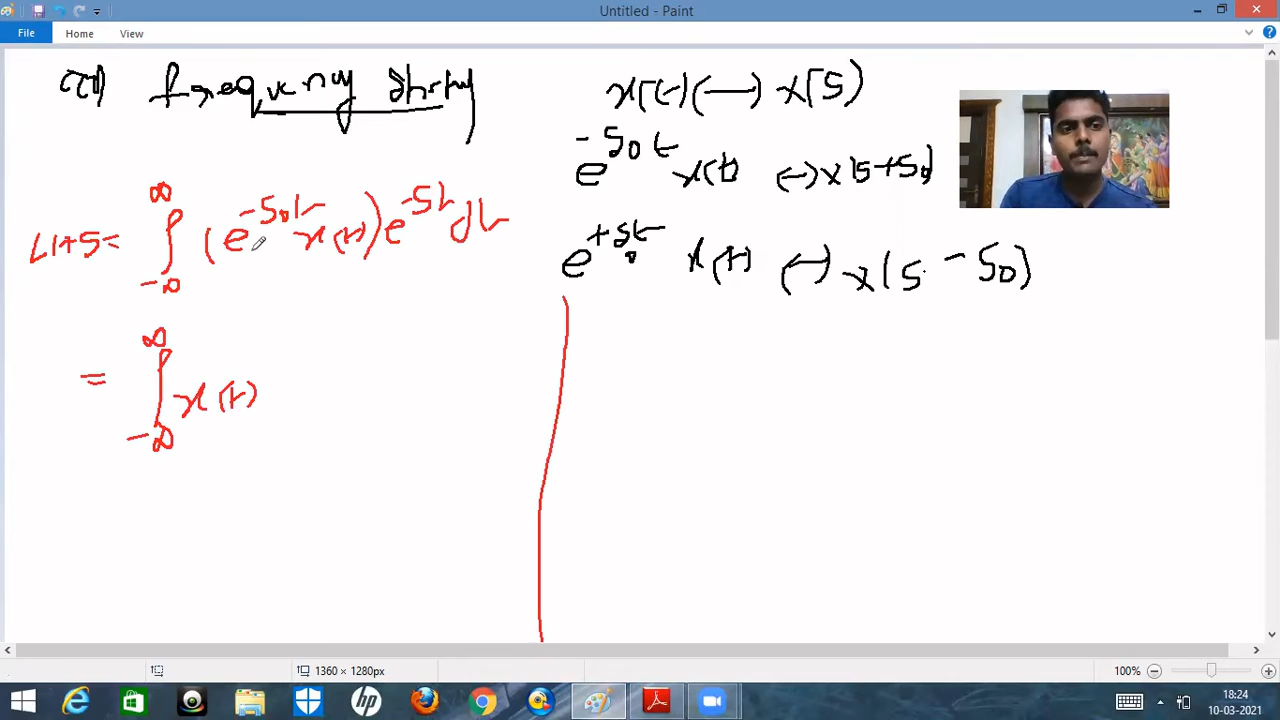 Untitled - Paint
File Home View
frequency shifting
x(t) ⟷ x(s)
e^{-s₀t} x(t) ⟷ x(s+s₀)
e^{+s₀t} x(t) ⟷ x(s-s₀)
LHS = ∫_{-∞}^{∞} (e^{-s₀t} x(t)) e^{-st} dt
= ∫_{-∞}^{∞} x(t)
1360 × 1280px
100%
18:24
10-03-2021